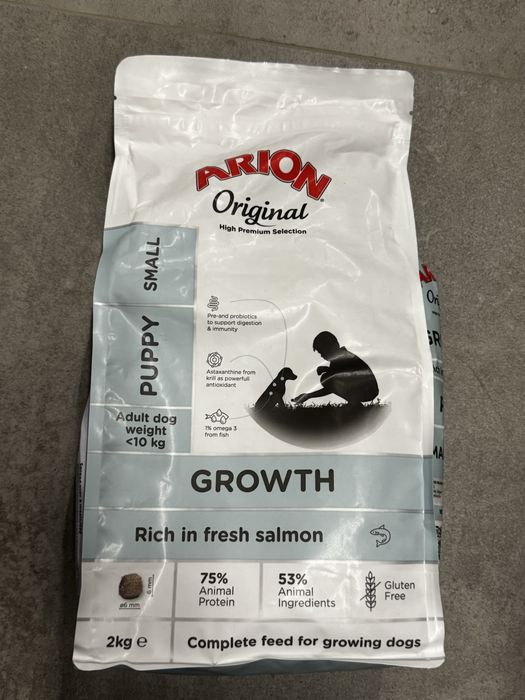 ARION
Original
High Premium Selection
SMALL
PUPPY
Adult dog
weight
<10 kg
Pre-and probiotics
to support digestion
& immunity
Astaxanthine from
krill as powerfull
antioxidant
1% omega 3
from fish
GROWTH
Rich in fresh salmon
ø6 mm
6 mm
75%
Animal
Protein
53%
Animal
Ingredients
Gluten
Free
2kg e
Complete feed for growing dogs